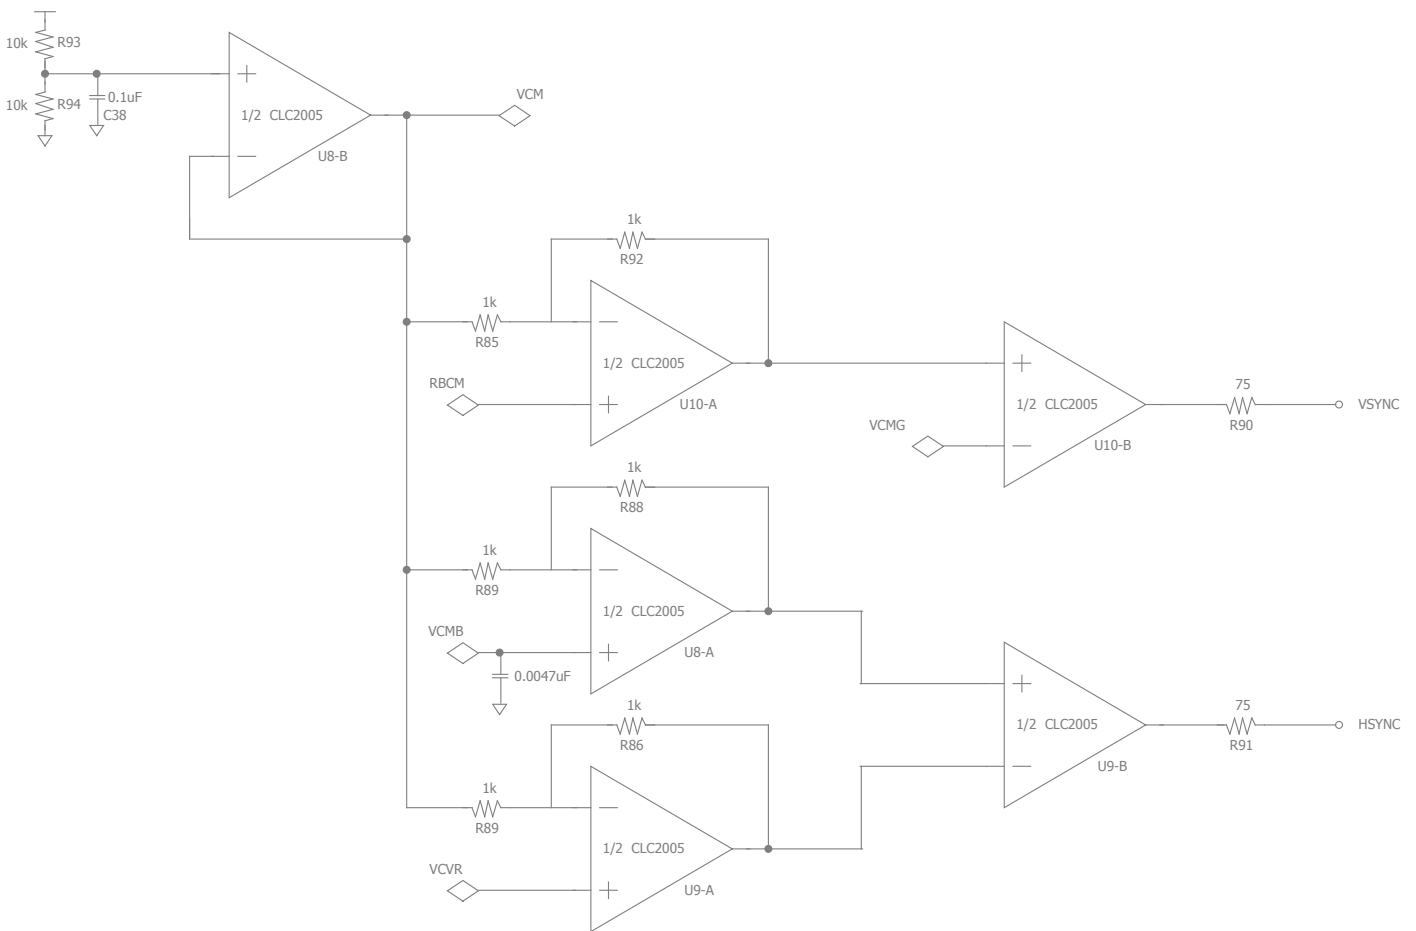 10k
R93
10k
R94
0.1uF
C38
1/2 CLC2005
U8-B
VCM
1k
R92
1k
R85
1/2 CLC2005
RBCM
U10-A
1/2 CLC2005
VCMG
U10-B
75
R90
VSYNC
1k
R88
1k
R89
1/2 CLC2005
VCMB
U8-A
0.0047uF
1k
R86
1k
R89
1/2 CLC2005
VCVR
U9-A
1/2 CLC2005
U9-B
75
R91
HSYNC